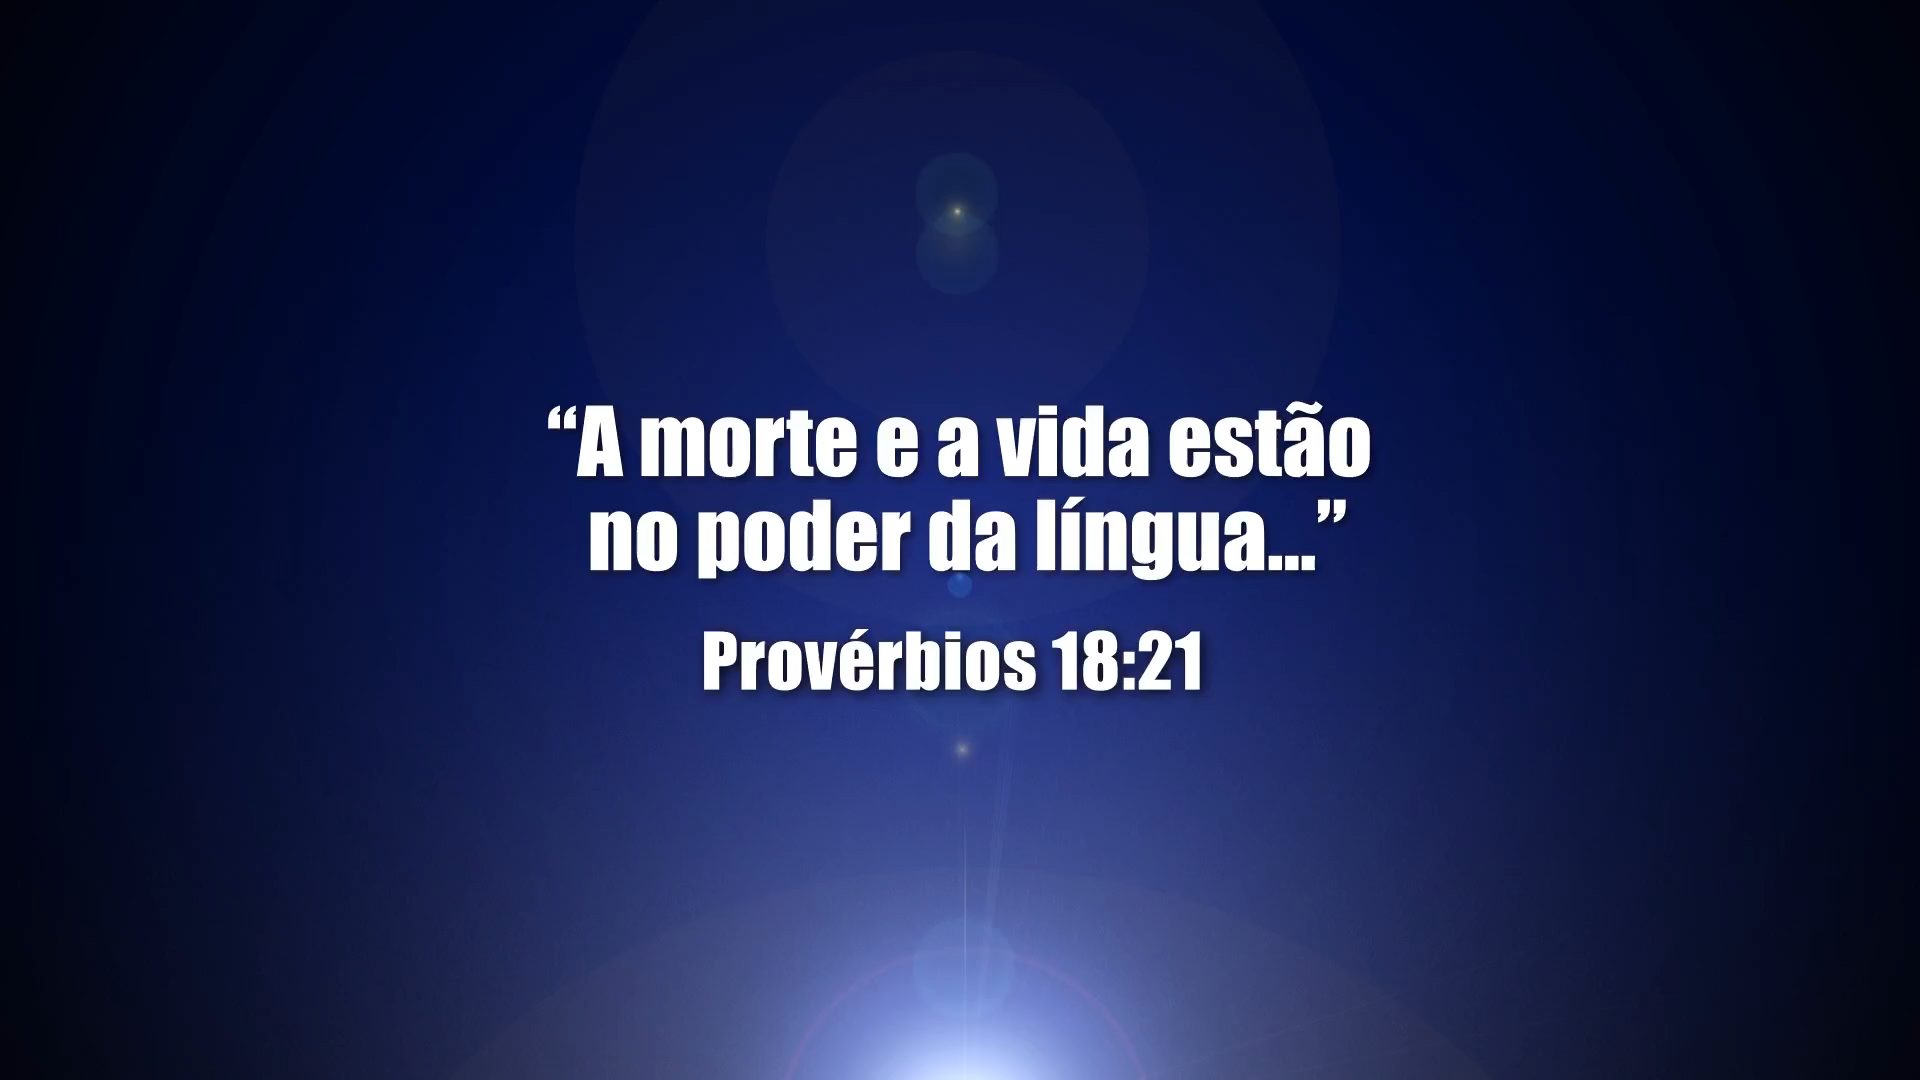 “A morte e a vida estão
no poder da língua...”
Provérbios 18:21